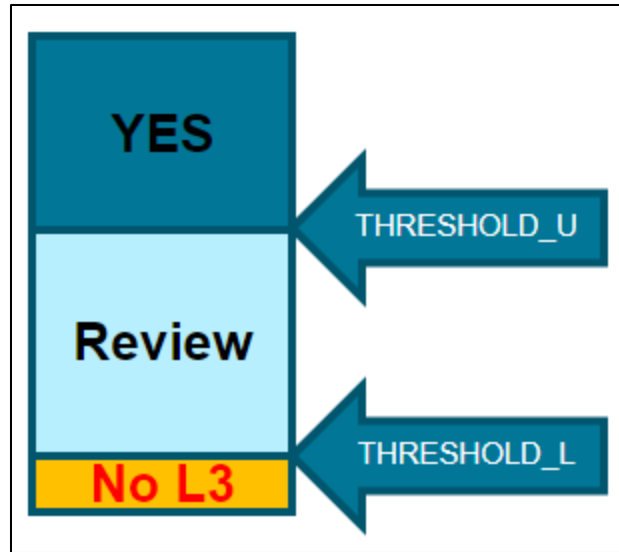 YES
THRESHOLD_U
Review
THRESHOLD_L
No L3